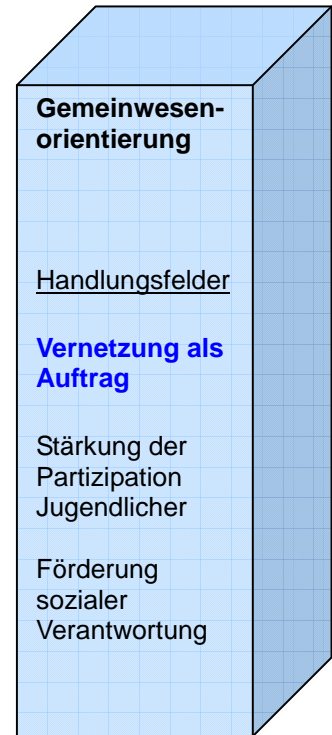 Gemeinwesen-
orientierung
Handlungsfelder
Vernetzung als
Auftrag
Stärkung der
Partizipation
Jugendlicher
Förderung
sozialer
Verantwortung